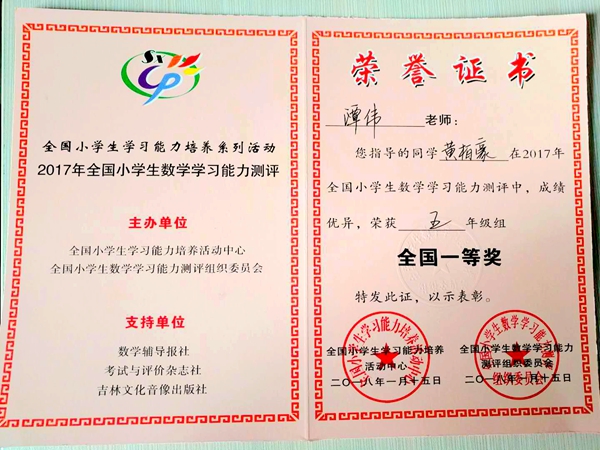 全国小学生学习能力培养系列活动
2017年全国小学生数学学习能力测评
主办单位
全国小学生学习能力培养活动中心
全国小学生数学学习能力测评组织委员会
支持单位
数学辅导报社
考试与评价杂志社
吉林文化音像出版社
荣誉证书
谭伟 老师:
您指导的同学 黄柏豪 在2017年
全国小学生数学学习能力测评中，成绩
优异，荣获 五 年级组
全国一等奖
特发此证，以示表彰。
全国小学生学习能力培养
活动中心
二〇一八年一月十五日
全国小学生数学学习能力
测评组织委员会
二〇一八年一月十五日